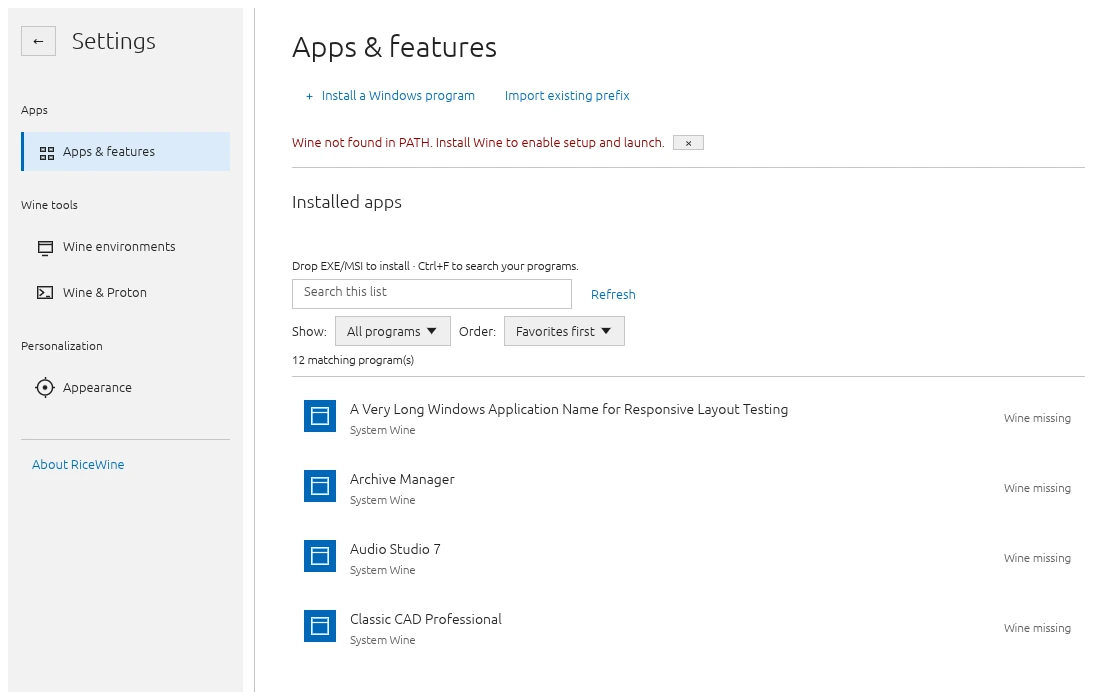 ← Settings
Apps
Apps & features
Wine tools
Wine environments
Wine & Proton
Personalization
Appearance
About RiceWine
Apps & features
+ Install a Windows program Import existing prefix
Wine not found in PATH. Install Wine to enable setup and launch. ×
Installed apps
Drop EXE/MSI to install · Ctrl+F to search your programs.
Search this list Refresh
Show: All programs ▼ Order: Favorites first ▼
12 matching program(s)
A Very Long Windows Application Name for Responsive Layout Testing
System Wine
Wine missing
Archive Manager
System Wine
Wine missing
Audio Studio 7
System Wine
Wine missing
Classic CAD Professional
System Wine
Wine missing